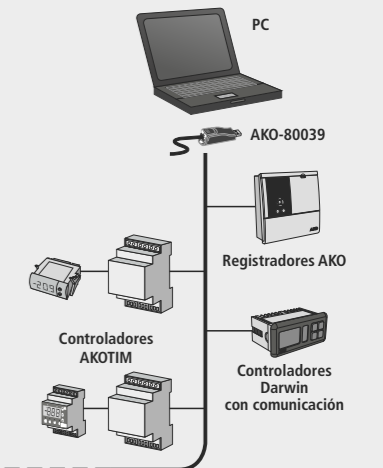 PC
AKO-80039
Registradores AKO
Controladores
AKOTIM
-20.9
Controladores
Darwin
con comunicación